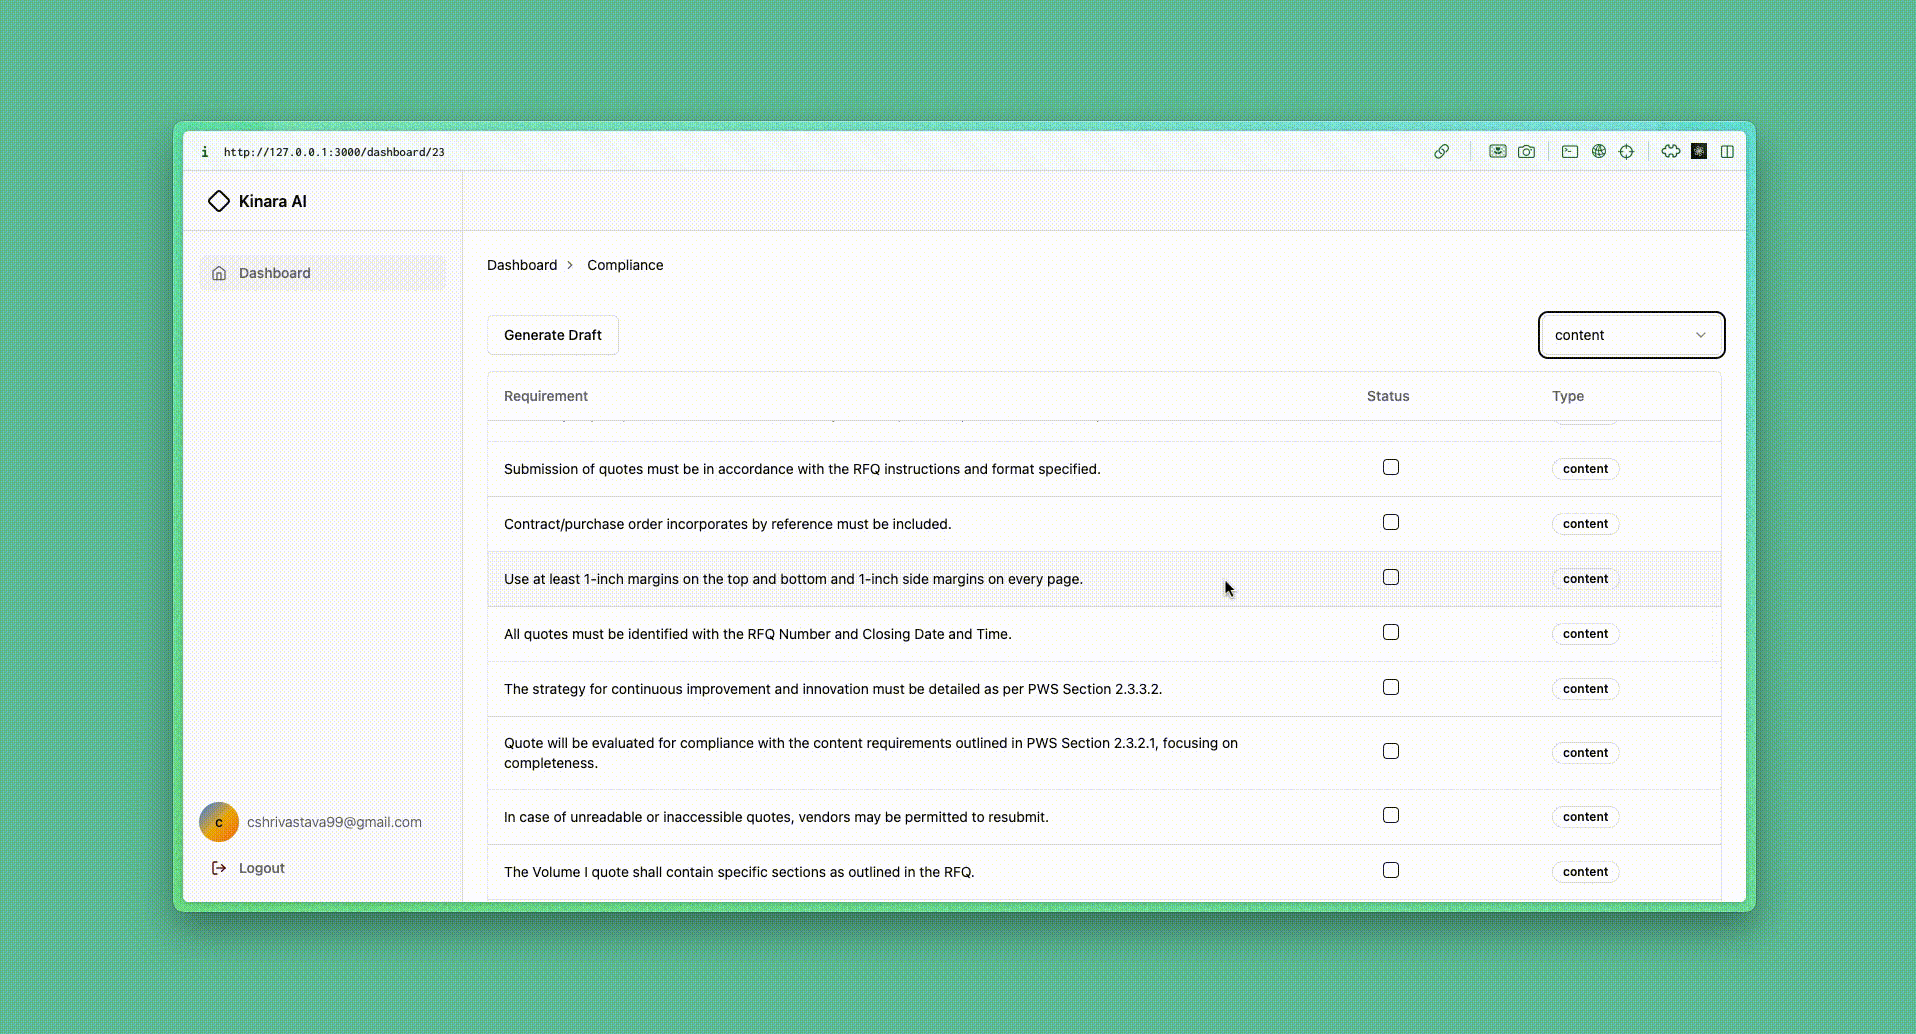 i http://127.0.0.1:3000/dashboard/23
Kinara AI
Dashboard
Dashboard > Compliance
Generate Draft
content
Requirement Status Type
Submission of quotes must be in accordance with the RFQ instructions and format specified. content
Contract/purchase order incorporates by reference must be included. content
Use at least 1-inch margins on the top and bottom and 1-inch side margins on every page. content
All quotes must be identified with the RFQ Number and Closing Date and Time. content
The strategy for continuous improvement and innovation must be detailed as per PWS Section 2.3.3.2. content
Quote will be evaluated for compliance with the content requirements outlined in PWS Section 2.3.2.1, focusing on
completeness. content
In case of unreadable or inaccessible quotes, vendors may be permitted to resubmit. content
The Volume I quote shall contain specific sections as outlined in the RFQ. content
c cshrivastava99@gmail.com
Logout